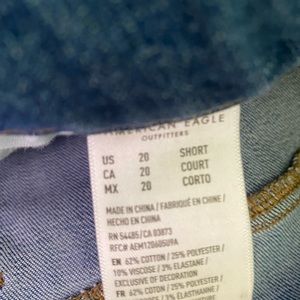 AMERICAN EAGLE
OUTFITTERS
US 20 SHORT
CA 20 COURT
MX 20 CORTO
MADE IN CHINA / FABRIQUÉ EN CHINE /
HECHO EN CHINA
RN 54485/CA 03873
RFC# AEM120605U9A
EN 62% COTTON / 25% POLYESTER/
10% VISCOSE / 3% ELASTANE /
EXCLUSIVE OF DECORATION
FR 62% COTON / 25% POLYESTER /